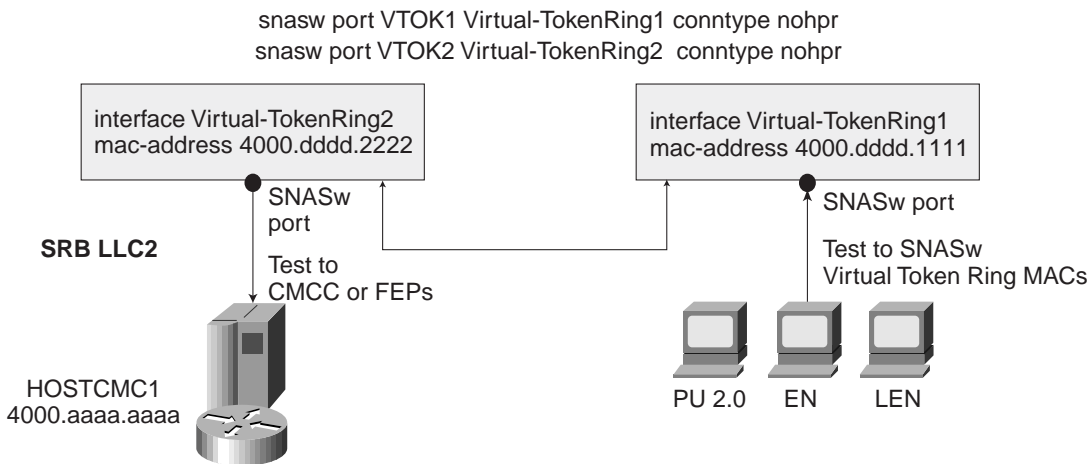 snasw port VTOK1 Virtual-TokenRing1 conntype nohpr
snasw port VTOK2 Virtual-TokenRing2 conntype nohpr
interface Virtual-TokenRing2
mac-address 4000.dddd.2222
interface Virtual-TokenRing1
mac-address 4000.dddd.1111
SNASw
port
SNASw port
SRB LLC2
Test to
CMCC or FEPs
Test to SNASw
Virtual Token Ring MACs
HOSTCMC1
4000.aaaa.aaaa
PU 2.0
EN
LEN